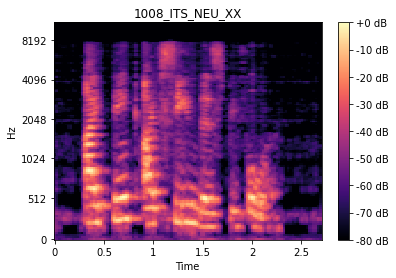 1008_ITS_NEU_XX
+0 dB
8192
-10 dB
4096
-20 dB
-30 dB
2048
-40 dB
Hz
1024
-50 dB
512
-60 dB
-70 dB
0
-80 dB
0 0.5 1 1.5 2 2.5
Time